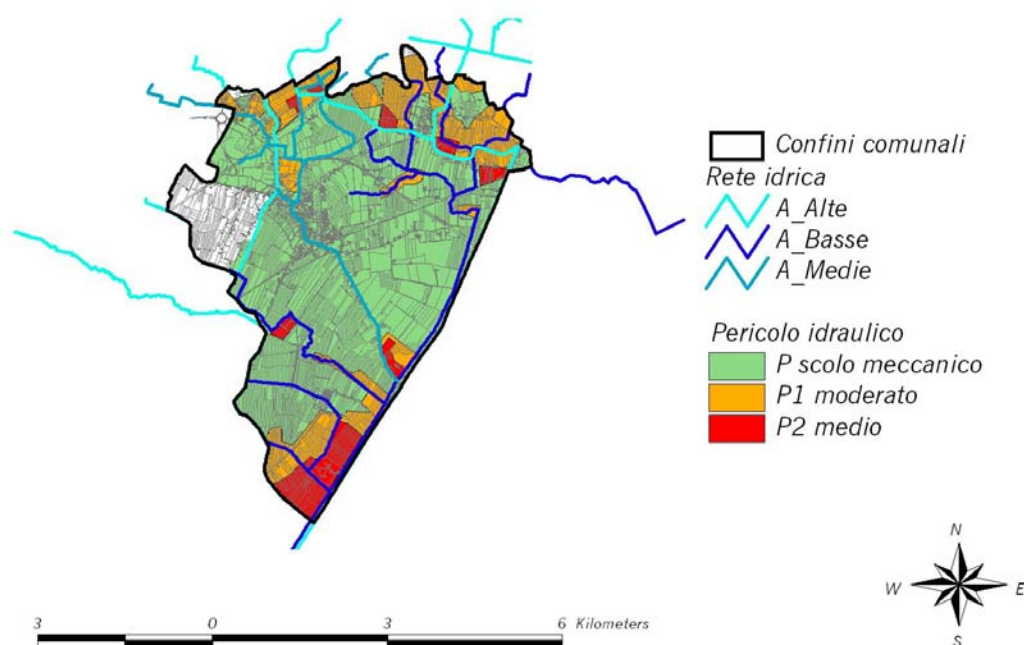 Confini comunali
Rete idrica
A_Alte
A_Basse
A_Medie
Pericolo idraulico
P scolo meccanico
P1 moderato
P2 medio
N
W E
S
3 0 3 6 Kilometers